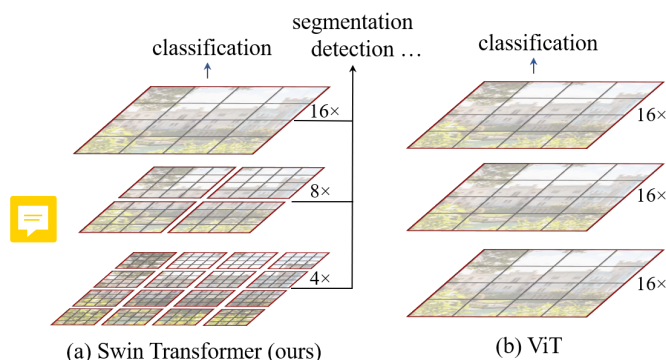 classification
segmentation
detection ...
16×
8×
4×
(a) Swin Transformer (ours)
classification
16×
16×
16×
(b) ViT